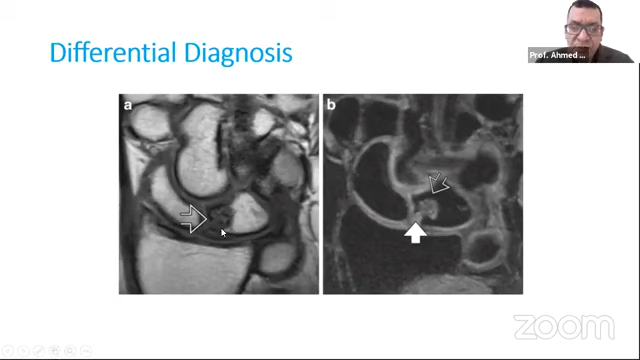 Differential Diagnosis
Prof. Ahmed ...
a
b
zoom